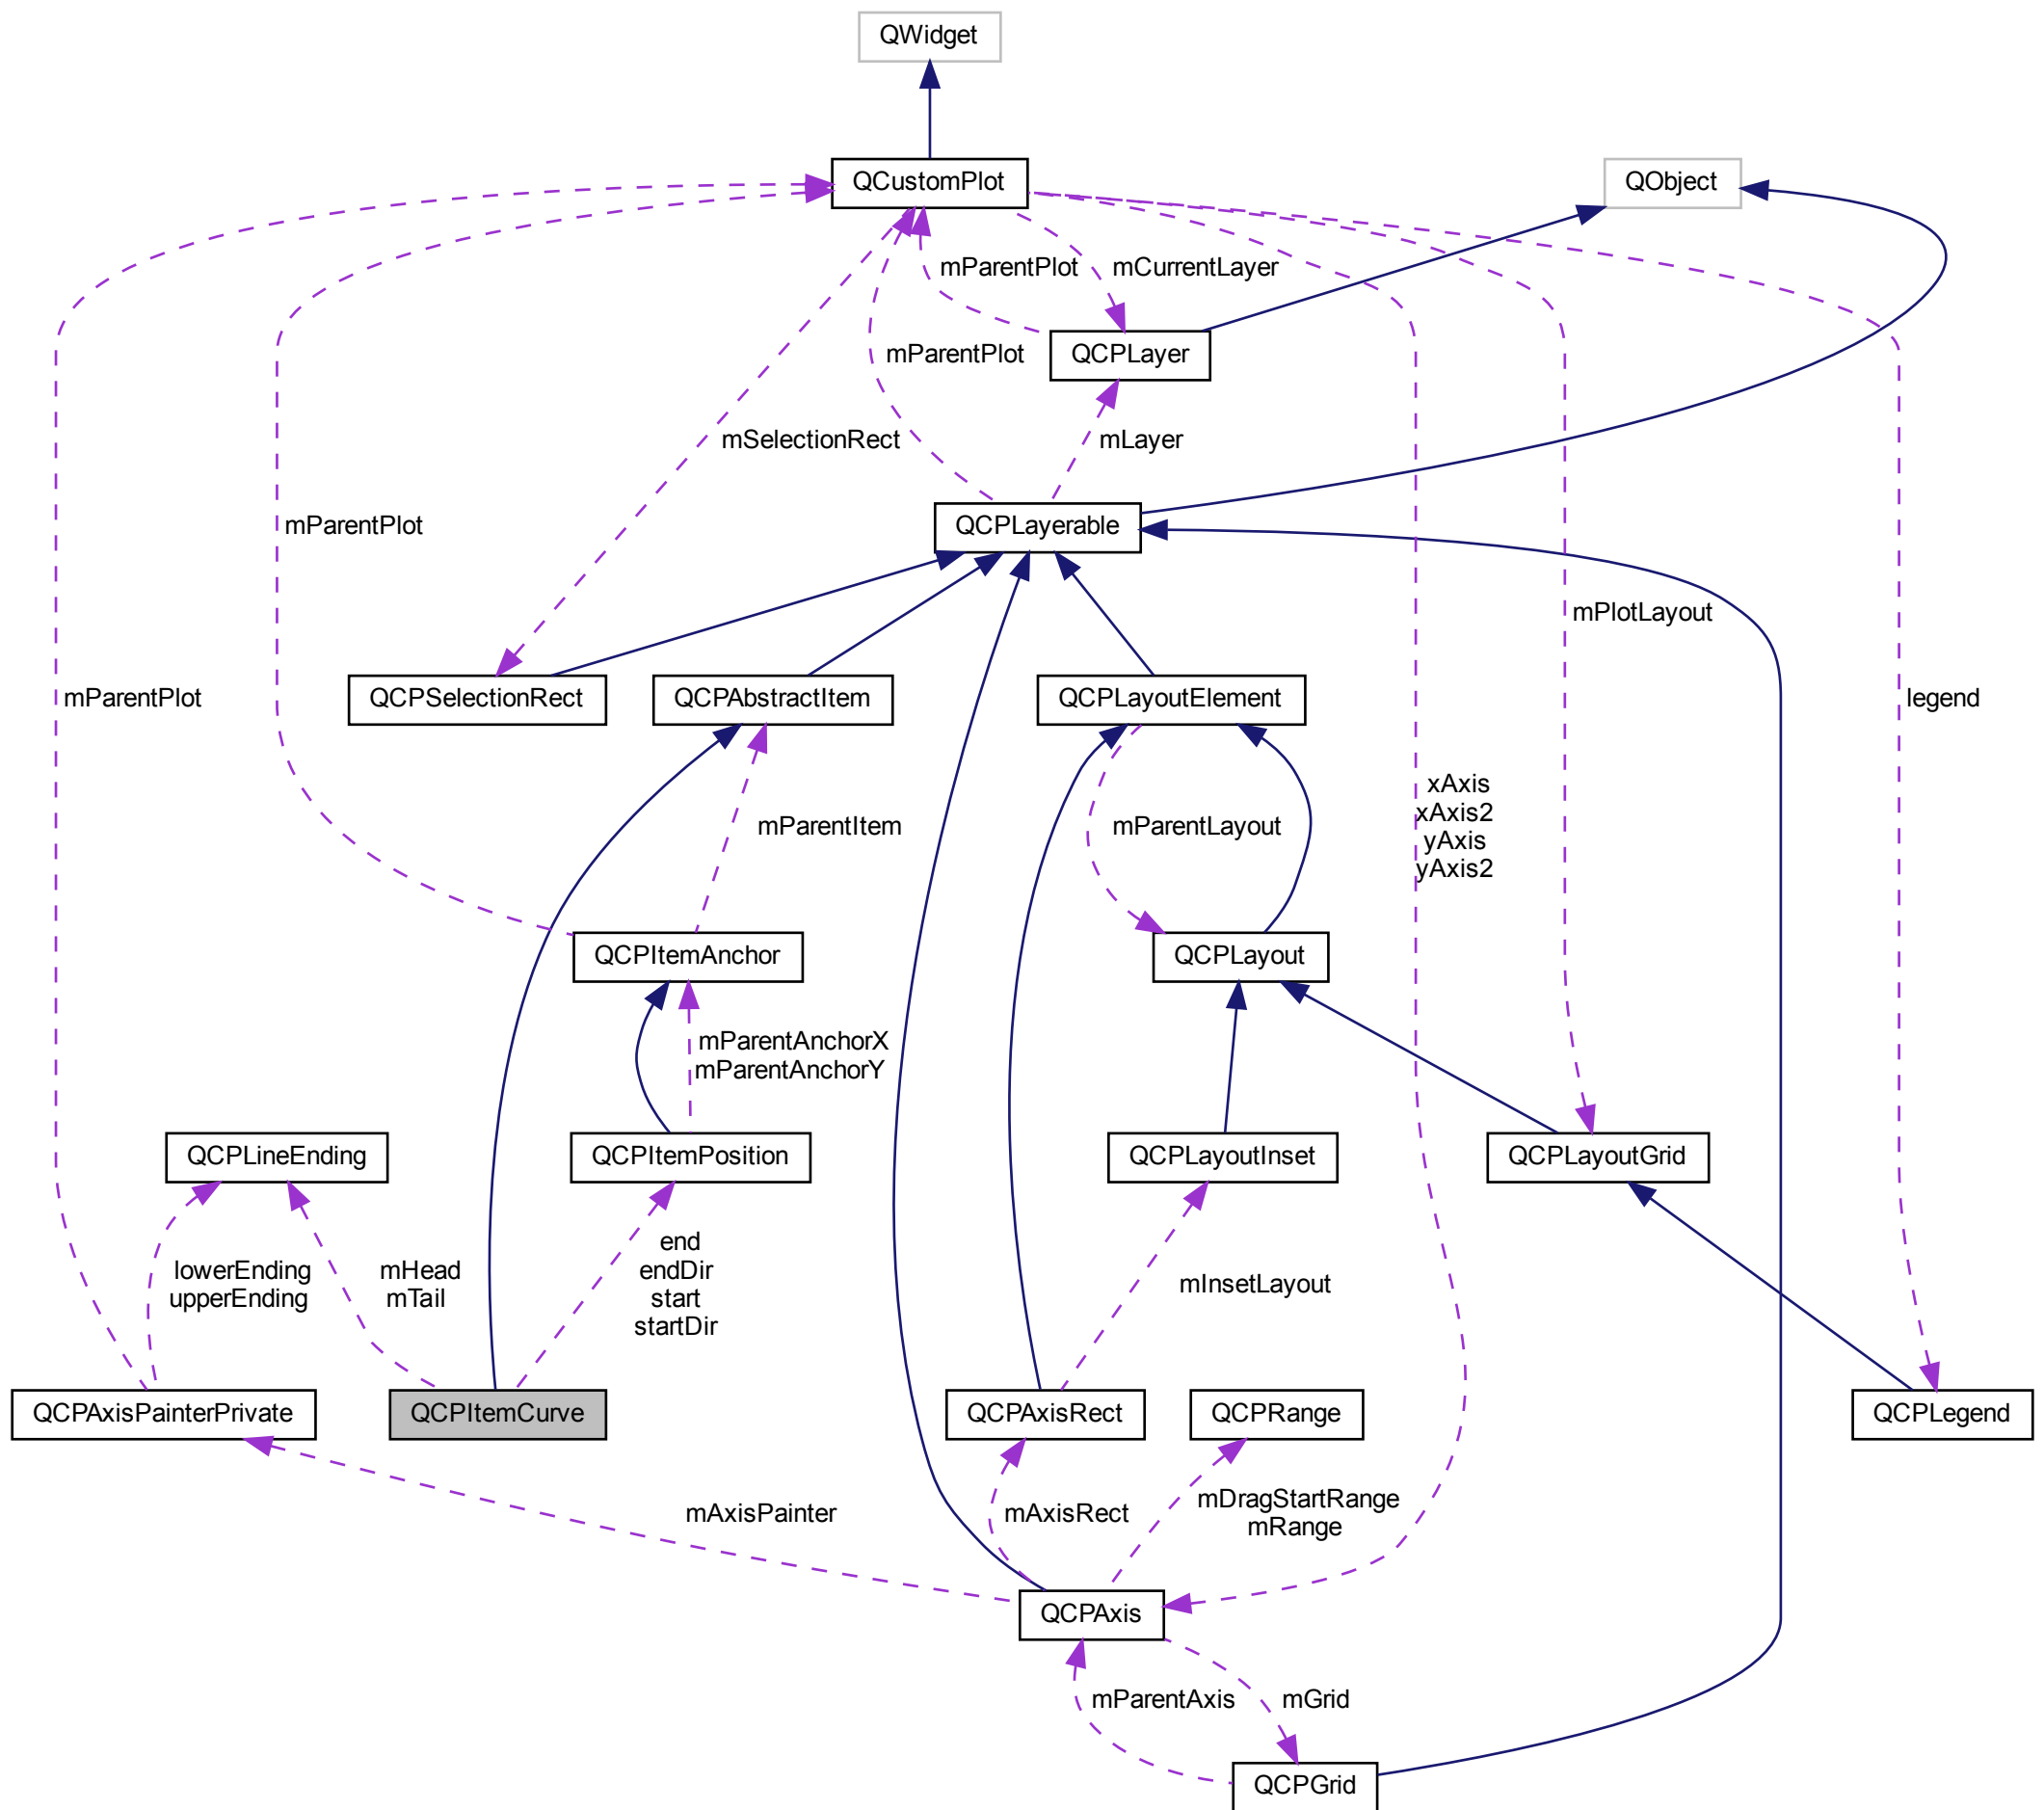 QWidget
QCustomPlot
QObject
mParentPlot
mCurrentLayer
mParentPlot
QCPLayer
mSelectionRect
mLayer
mParentPlot
QCPLayerable
mPlotLayout
mParentPlot
QCPSelectionRect
QCPAbstractItem
QCPLayoutElement
legend
xAxis
xAxis2
yAxis
yAxis2
mParentItem
mParentLayout
QCPItemAnchor
QCPLayout
mParentAnchorX
mParentAnchorY
QCPLineEnding
QCPItemPosition
QCPLayoutInset
QCPLayoutGrid
lowerEnding
upperEnding
mHead
mTail
end
endDir
start
startDir
mInsetLayout
QCPAxisPainterPrivate
QCPItemCurve
QCPAxisRect
QCPRange
QCPLegend
mAxisPainter
mAxisRect
mDragStartRange
mRange
QCPAxis
mParentAxis
mGrid
QCPGrid